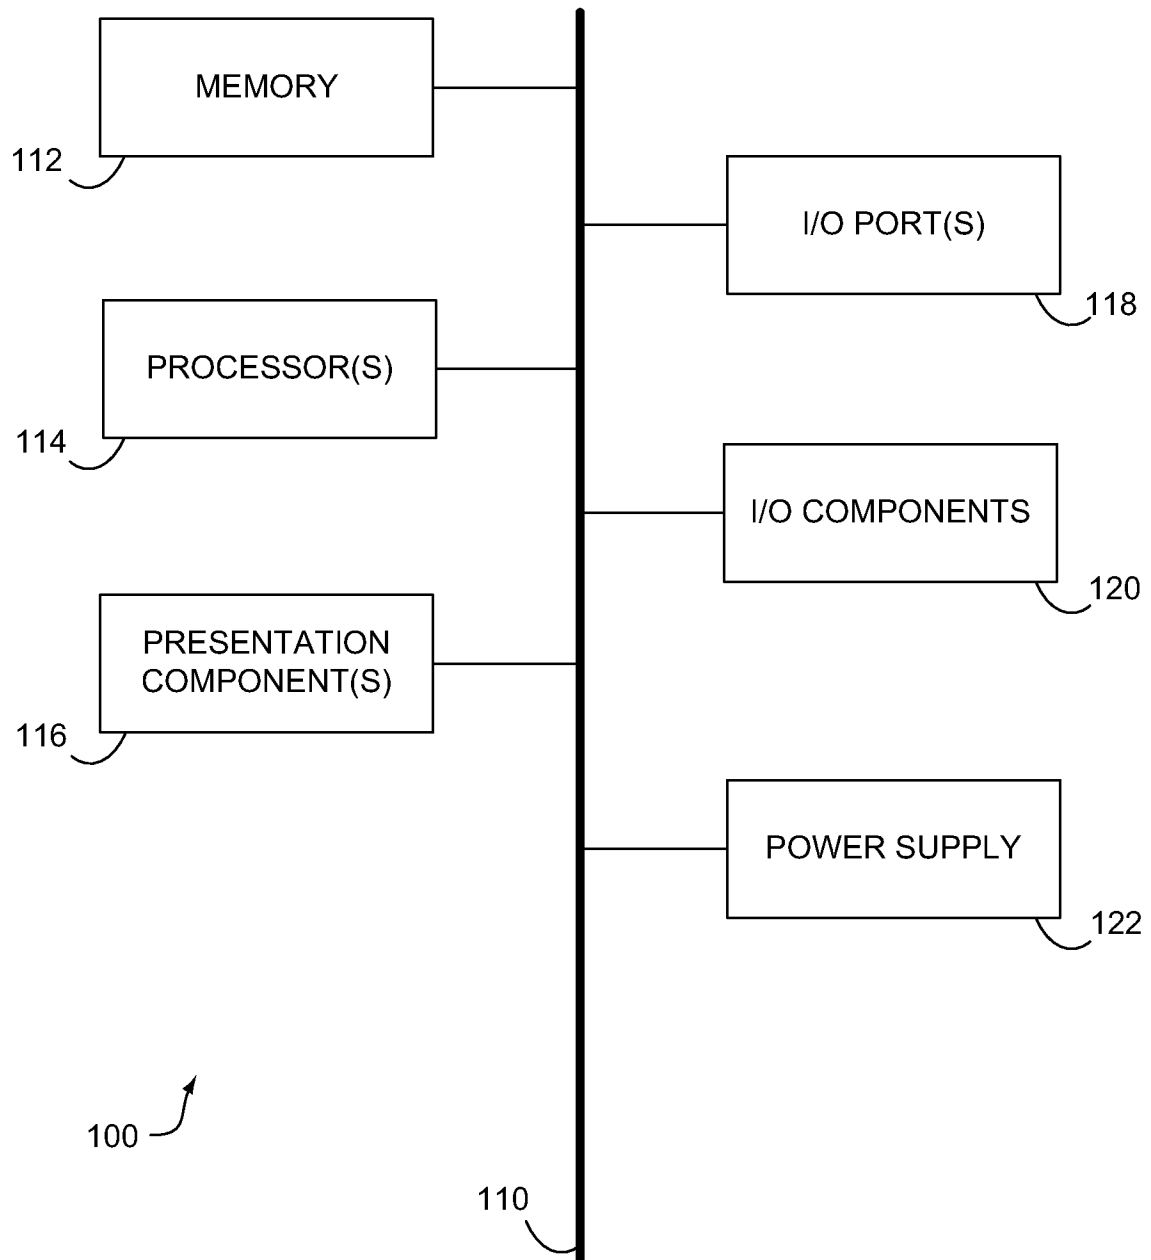 MEMORY
112
I/O PORT(S)
118
PROCESSOR(S)
114
I/O COMPONENTS
120
PRESENTATION
COMPONENT(S)
116
POWER SUPPLY
122
100
110